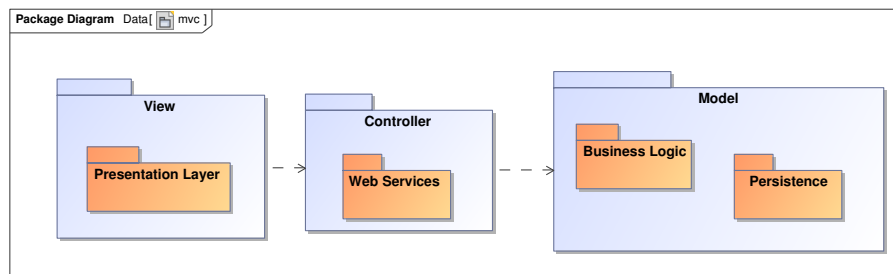 Package Diagram Data[ mvc ]
View
Presentation Layer
Controller
Web Services
Model
Business Logic
Persistence